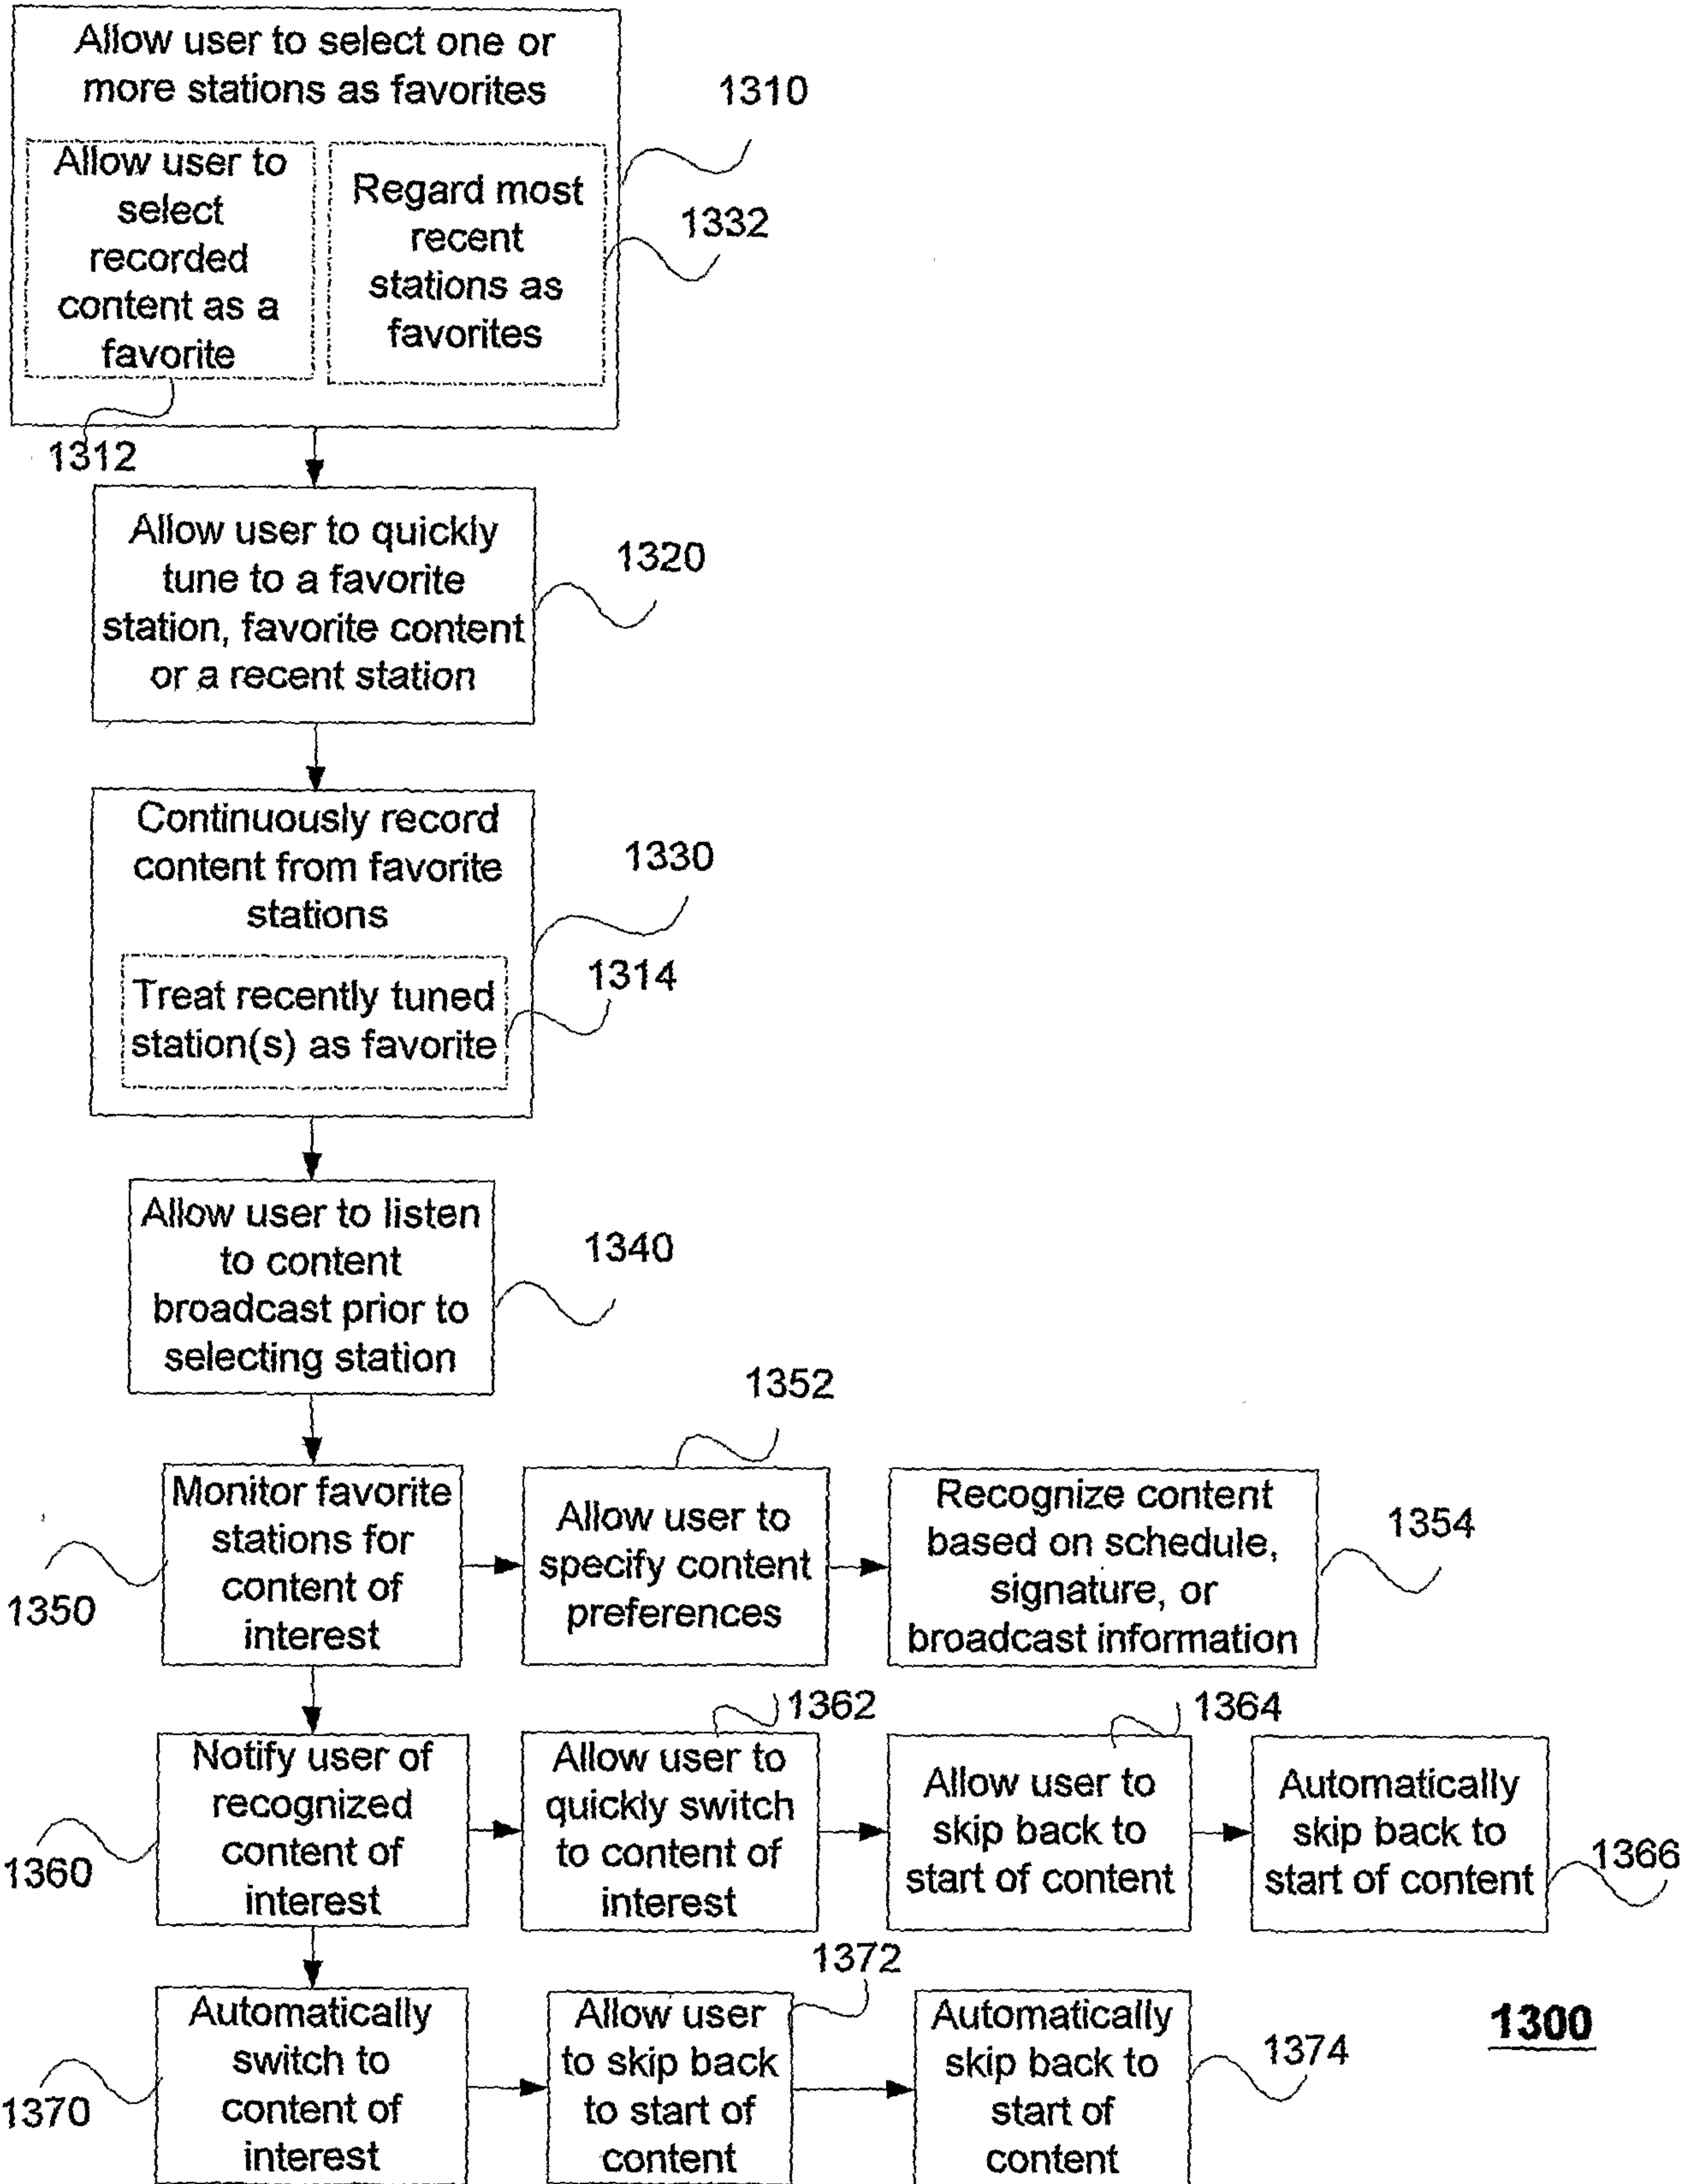 Allow user to select one or
more stations as favorites
1310
Allow user to
select
recorded
content as a
favorite
1312
Regard most
recent
stations as
favorites
1332
Allow user to quickly
tune to a favorite
station, favorite content
or a recent station
1320
Continuously record
content from favorite
stations
1330
Treat recently tuned
station(s) as favorite
1314
Allow user to listen
to content
broadcast prior to
selecting station
1340
Monitor favorite
stations for
content of
interest
1350
Allow user to
specify content
preferences
1352
Recognize content
based on schedule,
signature, or
broadcast information
1354
Notify user of
recognized
content of
interest
1360
Allow user to
quickly switch
to content of
interest
1362
Allow user to
skip back to
start of content
1364
Automatically
skip back to
start of content
1366
Automatically
switch to
content of
interest
1370
Allow user
to skip back
to start of
content
1372
Automatically
skip back to
start of
content
1374
1300